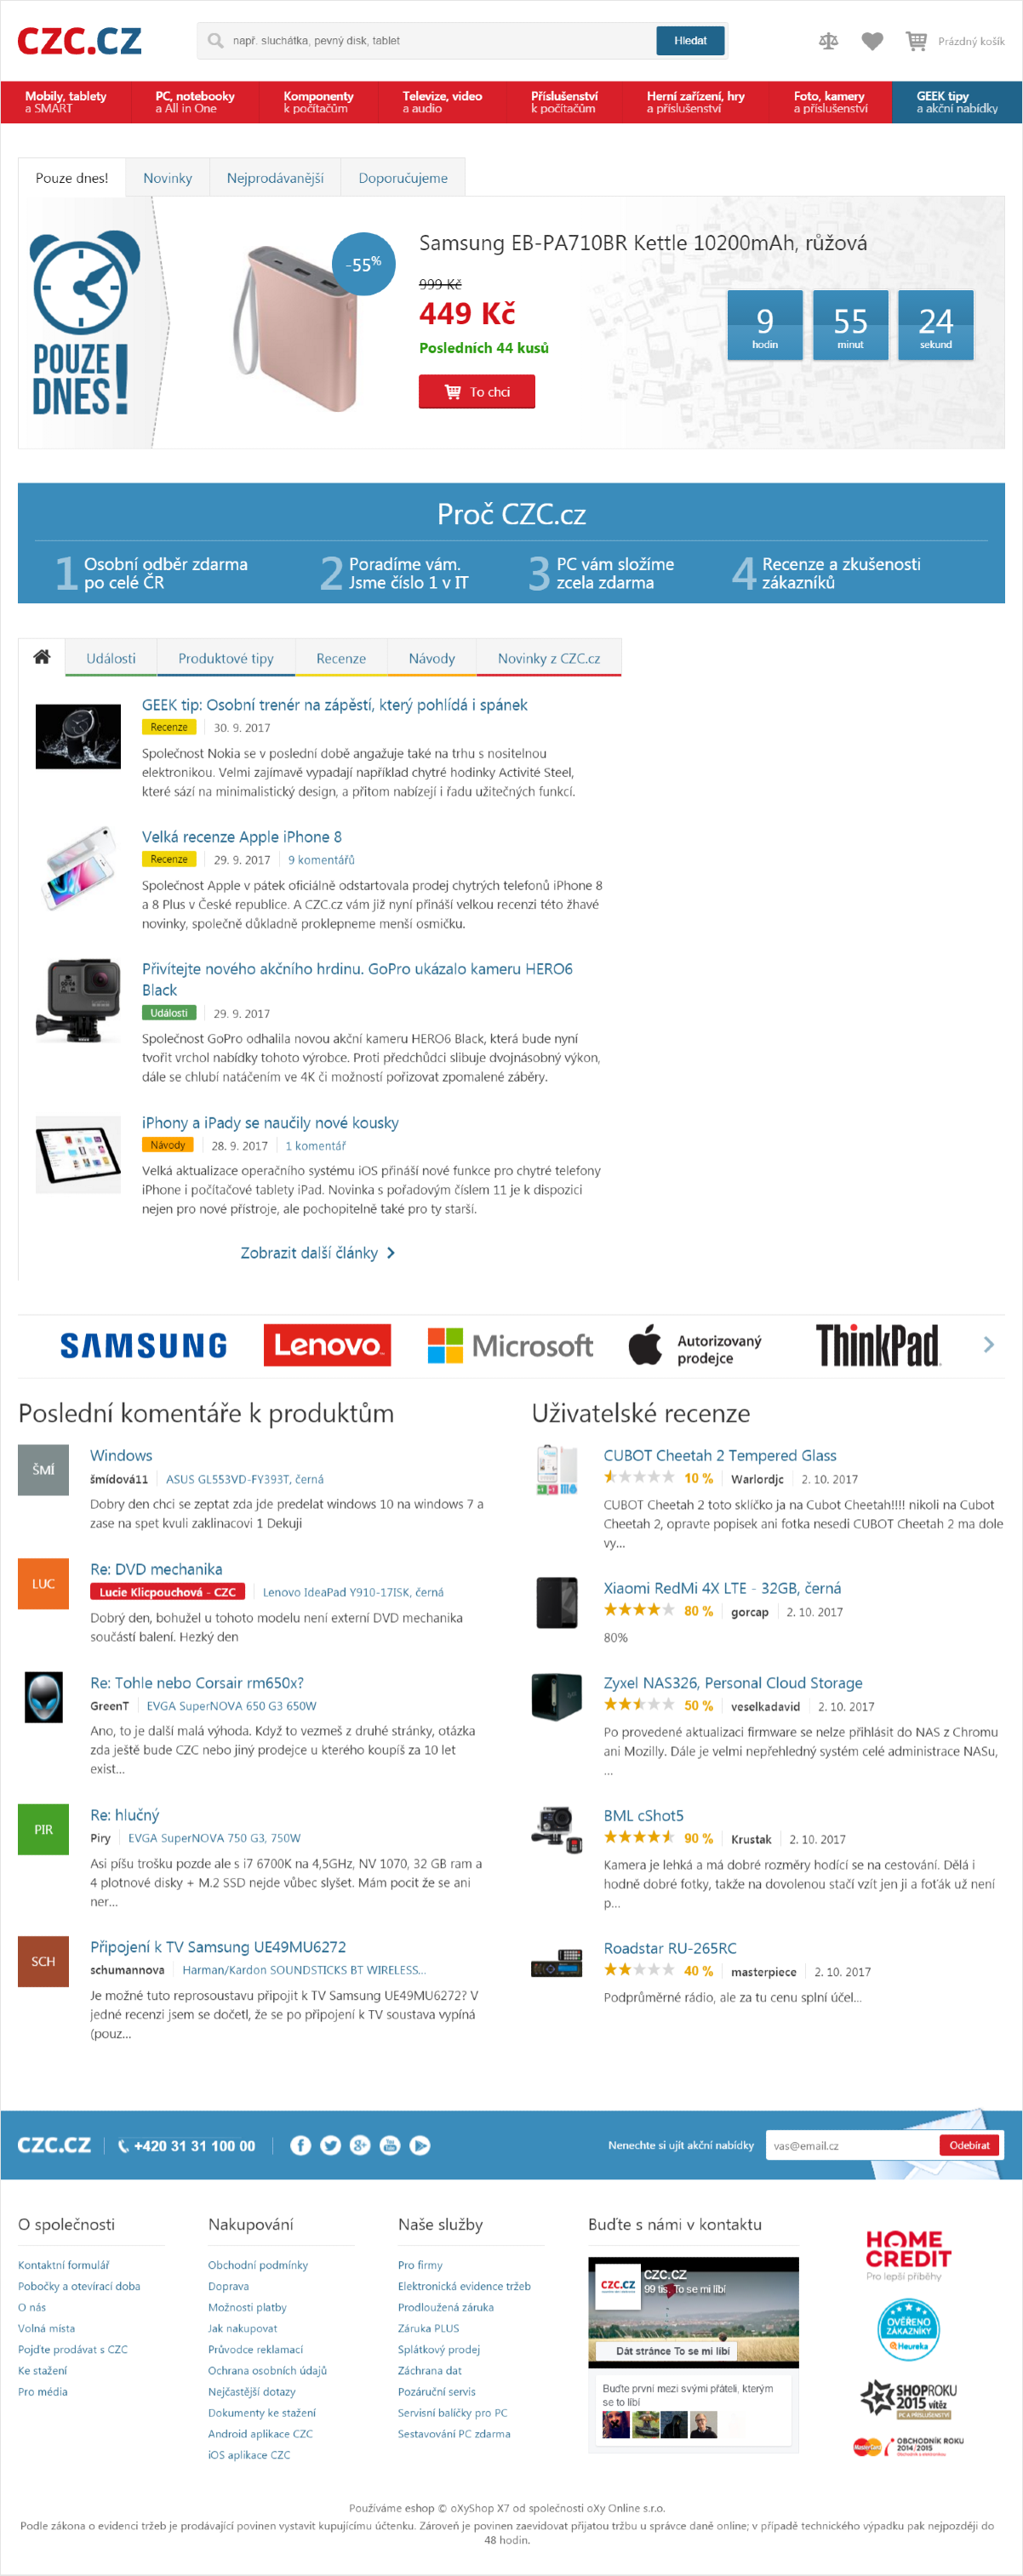 CZC.CZ
např. sluchátka, pevný disk, tablet
Hledat
Prázdný košík
Mobily, tablety
a SMART
PC, notebooky
a All in One
Komponenty
k počítačům
Televize, video
a audio
Příslušenství
k počítačům
Herní zařízení, hry
a příslušenství
Foto, kamery
a příslušenství
GEEK tipy
a akční nabídky
Pouze dnes!
Novinky
Nejprodávanější
Doporučujeme
POUZE
DNES!
-55%
Samsung EB-PA710BR Kettle 10200mAh, růžová
999 Kč
449 Kč
Posledních 44 kusů
To chci
9
hodin
55
minut
24
sekund
Proč CZC.cz
1 Osobní odběr zdarma
po celé ČR
2 Poradíme vám.
Jsme číslo 1 v IT
3 PC vám složíme
zcela zdarma
4 Recenze a zkušenosti
zákazníků
Události
Produktové tipy
Recenze
Návody
Novinky z CZC.cz
GEEK tip: Osobní trenér na zápěstí, který pohlídá i spánek
Recenze 30. 9. 2017
Společnost Nokia se v poslední době angažuje také na trhu s nositelnou
elektronikou. Velmi zajímavě vypadají například chytré hodinky Activité Steel,
které sází na minimalistický design, a přitom nabízejí i řadu užitečných funkcí.
Velká recenze Apple iPhone 8
Recenze 29. 9. 2017 9 komentářů
Společnost Apple v pátek oficiálně odstartovala prodej chytrých telefonů iPhone 8
a 8 Plus v České republice. A CZC.cz vám již nyní přináší velkou recenzi této žhavé
novinky, společně důkladně proklepneme menší osmičku.
Přivítejte nového akčního hrdinu. GoPro ukázalo kameru HERO6
Black
Události 29. 9. 2017
Společnost GoPro odhalila novou akční kameru HERO6 Black, která bude nyní
tvořit vrchol nabídky tohoto výrobce. Proti předchůdci slibuje dvojnásobný výkon,
dále se chlubí natáčením ve 4K či možností pořizovat zpomalené záběry.
iPhony a iPady se naučily nové kousky
Návody 28. 9. 2017 1 komentář
Velká aktualizace operačního systému iOS přináší nové funkce pro chytré telefony
iPhone i počítačové tablety iPad. Novinka s pořadovým číslem 11 je k dispozici
nejen pro nové přístroje, ale pochopitelně také pro ty starší.
Zobrazit další články
SAMSUNG
Lenovo
Microsoft
Autorizovaný
prodejce
ThinkPad
Poslední komentáře k produktům
ŠMÍ
Windows
šmídová11 ASUS GL553VD-FY393T, černá
Dobry den chci se zeptat zda jde predelat windows 10 na windows 7 a
zase na spet kvuli zaklinacovi 1 Dekuji
LUC
Re: DVD mechanika
Lucie Klicpouchová - CZC Lenovo IdeaPad Y910-17ISK, černá
Dobrý den, bohužel u tohoto modelu není externí DVD mechanika
součástí balení. Hezký den
Re: Tohle nebo Corsair rm650x?
GreenT EVGA SuperNOVA 650 G3 650W
Ano, to je další malá výhoda. Když to vezmeš z druhé stránky, otázka
zda ještě bude CZC nebo jiný prodejce u kterého koupíš za 10 let
exist...
PIR
Re: hlučný
Piry EVGA SuperNOVA 750 G3, 750W
Asi píšu trošku pozde ale s i7 6700K na 4,5GHz, NV 1070, 32 GB ram a
4 plotnové disky + M.2 SSD nejde vůbec slyšet. Mám pocit že se ani
ner...
SCH
Připojení k TV Samsung UE49MU6272
schumannova Harman/Kardon SOUNDSTICKS BT WIRELESS...
Je možné tuto reprosoustavu připojit k TV Samsung UE49MU6272? V
jedné recenzi jsem se dočetl, že se po připojení k TV soustava vypíná
(pouz...
Uživatelské recenze
CUBOT Cheetah 2 Tempered Glass
10 % Warlordjc 2. 10. 2017
CUBOT Cheetah 2 toto sklíčko ja na Cubot Cheetah!!!! nikoli na Cubot
Cheetah 2, opravte popisek ani fotka nesedi CUBOT Cheetah 2 ma dole
vy...
Xiaomi RedMi 4X LTE - 32GB, černá
80 % gorcap 2. 10. 2017
80%
Zyxel NAS326, Personal Cloud Storage
50 % veselkadavid 2. 10. 2017
Po provedené aktualizaci firmware se nelze přihlásit do NAS z Chromu
ani Mozilly. Dále je velmi nepřehledný systém celé administrace NASu,
...
BML cShot5
90 % Krustak 2. 10. 2017
Kamera je lehká a má dobré rozměry hodící se na cestování. Dělá i
hodně dobré fotky, takže na dovolenou stačí vzít jen ji a foťák už není
p...
Roadstar RU-265RC
40 % masterpiece 2. 10. 2017
Podprůměrné rádio, ale za tu cenu splní účel...
CZC.CZ
+420 31 31 100 00
Nenechte si ujít akční nabídky
vas@email.cz
Odebírat
O společnosti
Kontaktní formulář
Pobočky a otevírací doba
O nás
Volná místa
Pojďte prodávat s CZC
Ke stažení
Pro média
Nakupování
Obchodní podmínky
Doprava
Možnosti platby
Jak nakupovat
Průvodce reklamací
Ochrana osobních údajů
Nejčastější dotazy
Dokumenty ke stažení
Android aplikace CZC
iOS aplikace CZC
Naše služby
Pro firmy
Elektronická evidence tržeb
Prodloužená záruka
Záruka PLUS
Splátkový prodej
Záchrana dat
Pozáruční servis
Servisní balíčky pro PC
Sestavování PC zdarma
Buďte s námi v kontaktu
CZC.CZ
CZC.CZ
99 tis. To se mi líbí
Dát stránce To se mi líbí
Buďte první mezi svými přáteli, kterým
se to líbí
HOME
CREDIT
Pro lepší příběhy
OVĚŘENO
ZÁKAZNÍKY
Heureka
SHOPROKU
2015 vítěz
PC A PŘÍSLUŠENSTVÍ
MasterCard
OBCHODNÍK ROKU
2014/2015
Používáme eshop © oXyShop X7 od společnosti oXy Online s.r.o.
Podle zákona o evidenci tržeb je prodávající povinen vystavit kupujícímu účtenku. Zároveň je povinen zaevidovat přijatou tržbu u správce daně online; v případě technického výpadku pak nejpozději do
48 hodin.